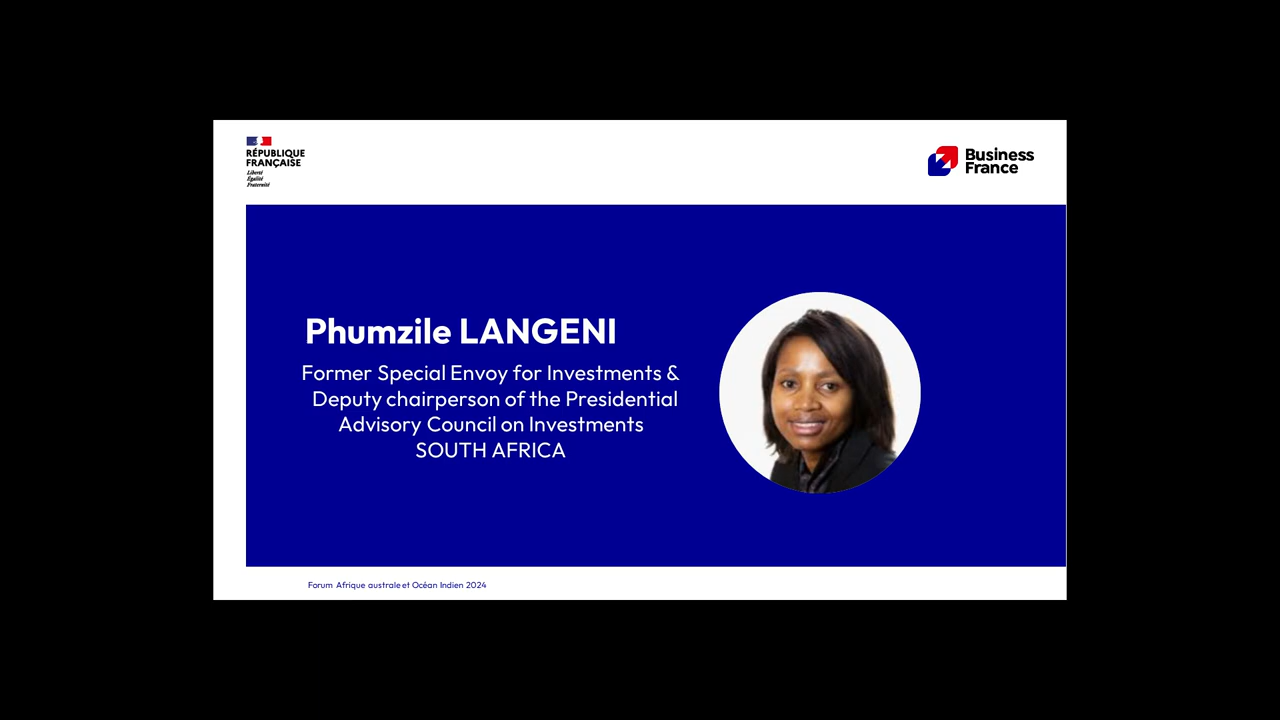 RÉPUBLIQUE
FRANÇAISE
Liberté
Égalité
Fraternité
Business
France
Phumzile LANGENI
Former Special Envoy for Investments &
Deputy chairperson of the Presidential
Advisory Council on Investments
SOUTH AFRICA
Forum Afrique australe et Océan Indien 2024